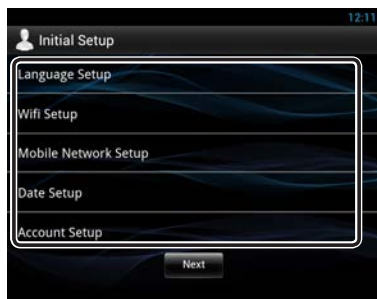 12:11
Initial Setup
Language Setup
Wifi Setup
Mobile Network Setup
Date Setup
Account Setup
Next